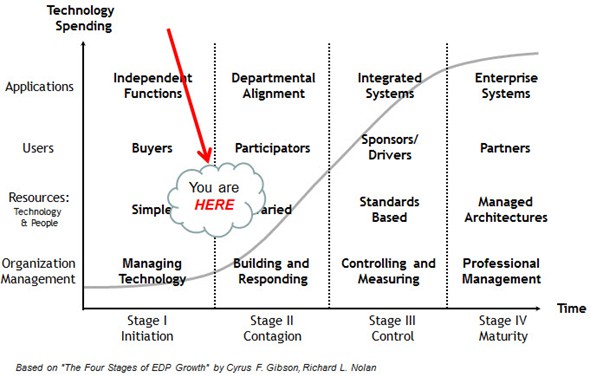 Technology
Spending
Applications
Independent
Functions
Departmental
Alignment
Integrated
Systems
Enterprise
Systems
Users
Buyers
Participators
Sponsors/
Drivers
Partners
You are
HERE
Resources:
Technology
& People
Simple
aried
Standards
Based
Managed
Architectures
Organization
Management
Managing
Technology
Building and
Responding
Controlling and
Measuring
Professional
Management
Time
Stage I
Initiation
Stage II
Contagion
Stage III
Control
Stage IV
Maturity
Based on "The Four Stages of EDP Growth" by Cyrus F. Gibson, Richard L. Nolan